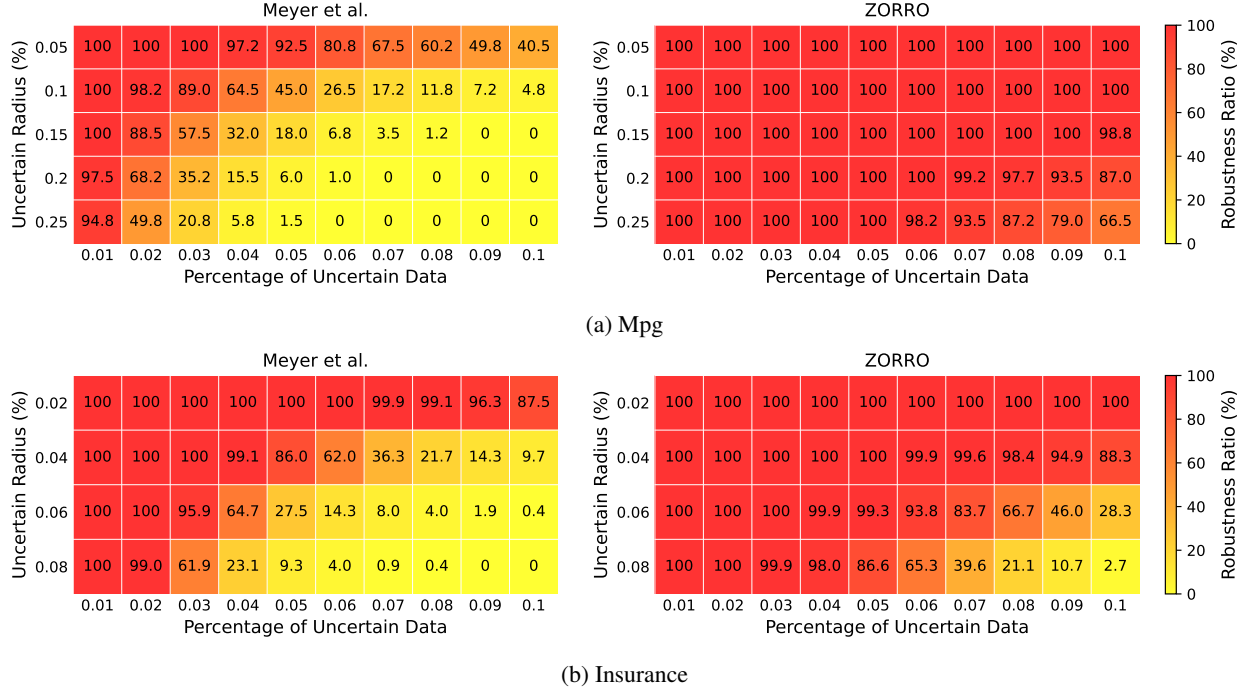 Meyer et al.
ZORRO
Uncertain Radius (%)
0.05 100 100 100 97.2 92.5 80.8 67.5 60.2 49.8 40.5
0.1 100 98.2 89.0 64.5 45.0 26.5 17.2 11.8 7.2 4.8
0.15 100 88.5 57.5 32.0 18.0 6.8 3.5 1.2 0 0
0.2 97.5 68.2 35.2 15.5 6.0 1.0 0 0 0 0
0.25 94.8 49.8 20.8 5.8 1.5 0 0 0 0 0
0.01 0.02 0.03 0.04 0.05 0.06 0.07 0.08 0.09 0.1
Percentage of Uncertain Data
Uncertain Radius (%)
0.05 100 100 100 100 100 100 100 100 100 100
0.1 100 100 100 100 100 100 100 100 100 100
0.15 100 100 100 100 100 100 100 100 100 98.8
0.2 100 100 100 100 100 100 99.2 97.7 93.5 87.0
0.25 100 100 100 100 100 98.2 93.5 87.2 79.0 66.5
0.01 0.02 0.03 0.04 0.05 0.06 0.07 0.08 0.09 0.1
Percentage of Uncertain Data
100
80
60
40
20
0
Robustness Ratio (%)
(a) Mpg
Meyer et al.
ZORRO
Uncertain Radius (%)
0.02 100 100 100 100 100 100 99.9 99.1 96.3 87.5
0.04 100 100 100 99.1 86.0 62.0 36.3 21.7 14.3 9.7
0.06 100 100 95.9 64.7 27.5 14.3 8.0 4.0 1.9 0.4
0.08 100 99.0 61.9 23.1 9.3 4.0 0.9 0.4 0 0
0.01 0.02 0.03 0.04 0.05 0.06 0.07 0.08 0.09 0.1
Percentage of Uncertain Data
Uncertain Radius (%)
0.02 100 100 100 100 100 100 100 100 100 100
0.04 100 100 100 100 100 99.9 99.6 98.4 94.9 88.3
0.06 100 100 100 99.9 99.3 93.8 83.7 66.7 46.0 28.3
0.08 100 100 99.9 98.0 86.6 65.3 39.6 21.1 10.7 2.7
0.01 0.02 0.03 0.04 0.05 0.06 0.07 0.08 0.09 0.1
Percentage of Uncertain Data
100
80
60
40
20
0
Robustness Ratio (%)
(b) Insurance